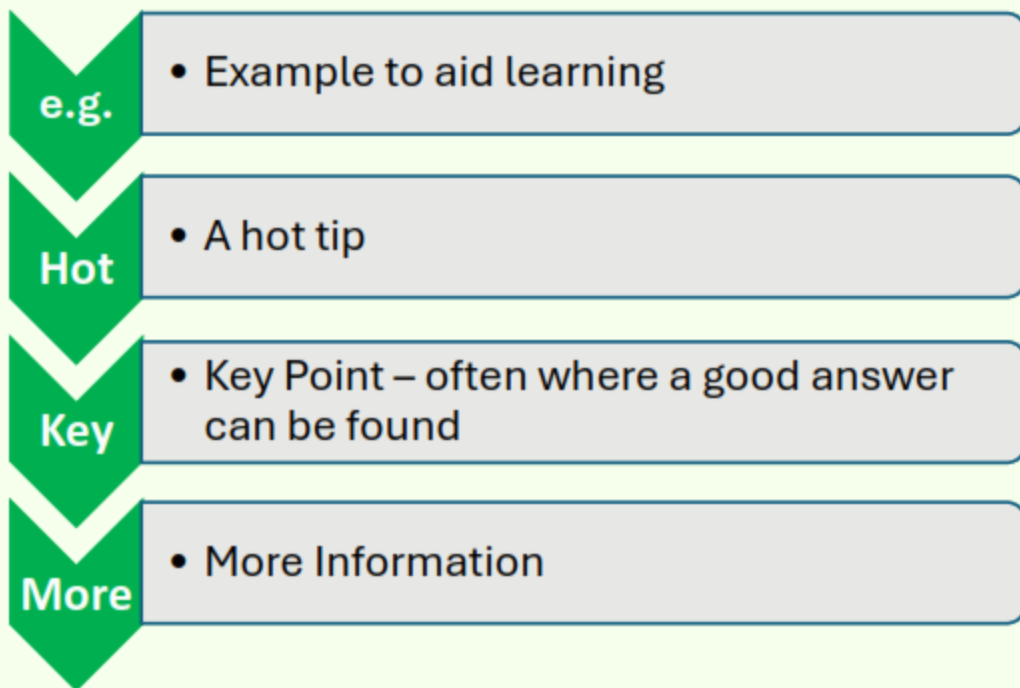 e.g.
• Example to aid learning
Hot
• A hot tip
Key
• Key Point – often where a good answer
can be found
More
• More Information